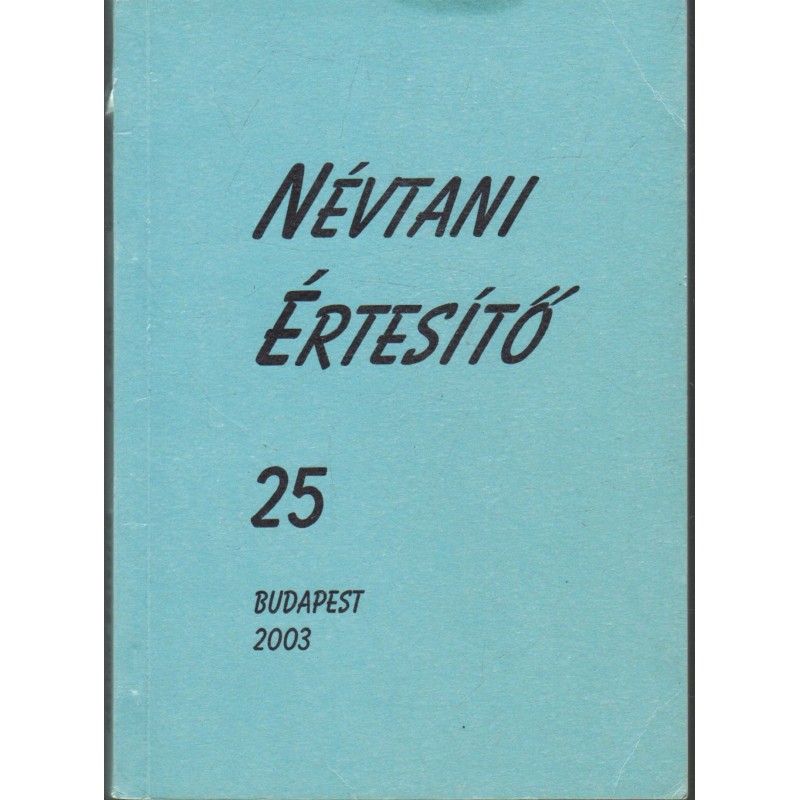 NÉVTANI
ÉRTESÍTŐ
25
BUDAPEST
2003